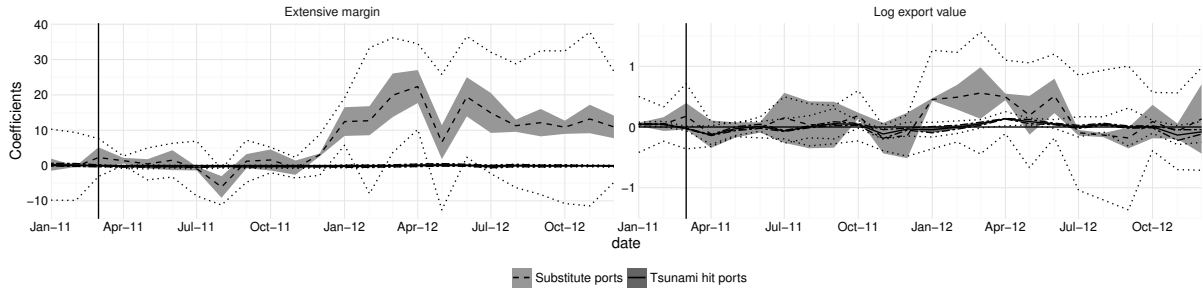 Extensive margin
Log export value
Coefficients
40
30
20
10
0
−10
1
0
−1
Jan−11 Apr−11 Jul−11 Oct−11 Jan−12 Apr−12 Jul−12 Oct−12
Jan−11 Apr−11 Jul−11 Oct−11 Jan−12 Apr−12 Jul−12 Oct−12
date
Substitute ports Tsunami hit ports